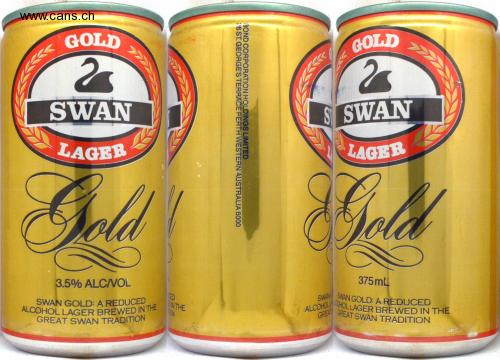 www.cans.ch
GOLD
SWAN
LAGER
Gold
3.5% ALC/VOL
SWAN GOLD: A REDUCED
ALCOHOL LAGER BREWED IN THE
GREAT SWAN TRADITION
BOND CORPORATION HOLDINGS LIMITED
16 ST. GEORGE'S TERRACE PERTH WESTERN AUSTRALIA 6000
GOLD
SWAN
LAGER
Gold
375mL
SWAN GOLD: A REDUCED
ALCOHOL LAGER BREWED IN THE
GREAT SWAN TRADITION